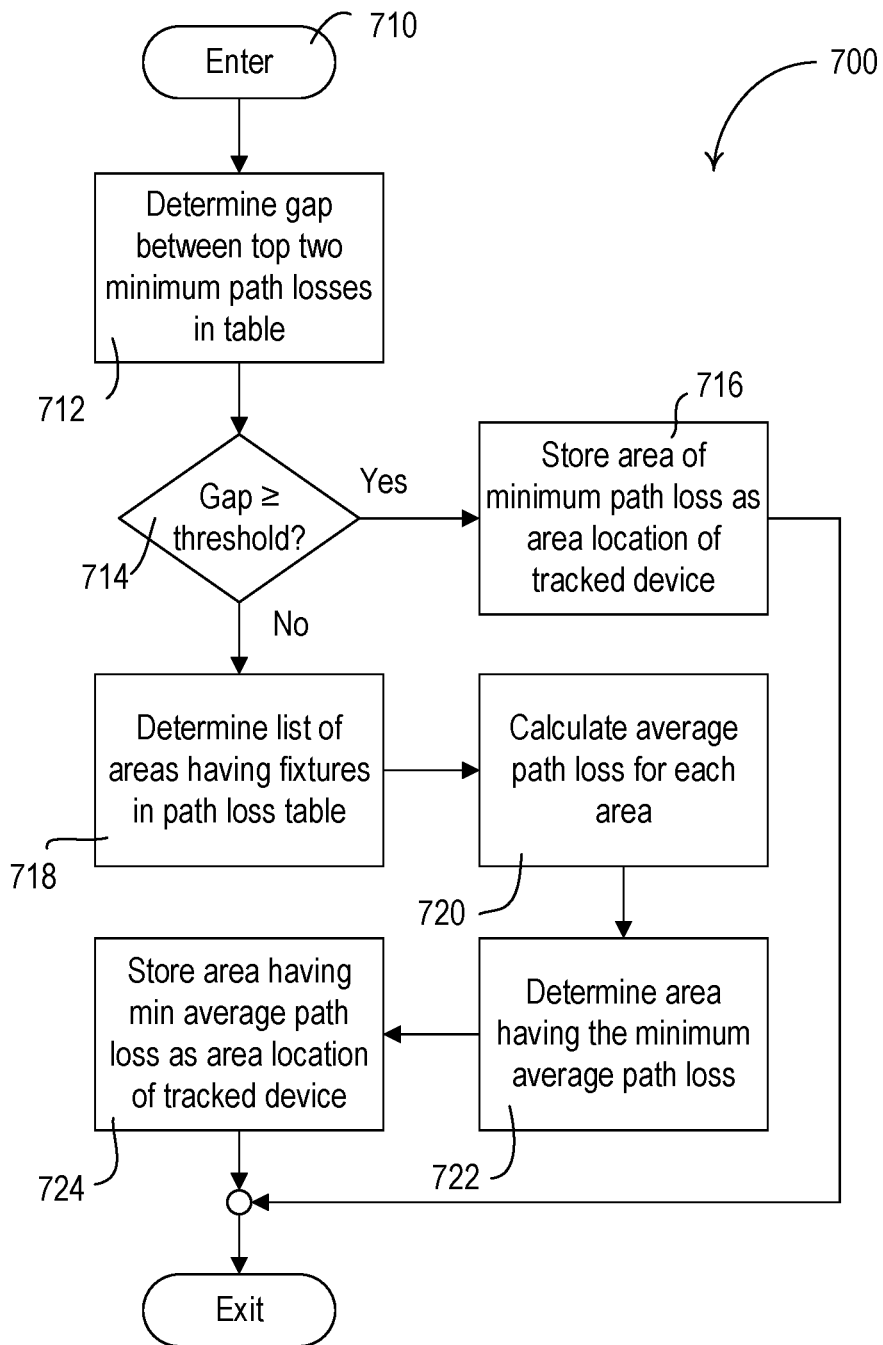 710
Enter
700
Determine gap
between top two
minimum path losses
in table
712
716
Gap ≥
threshold?
714
Yes
Store area of
minimum path loss as
area location of
tracked device
No
Determine list of
areas having fixtures
in path loss table
718
Calculate average
path loss for each
area
720
Store area having
min average path
loss as area location
of tracked device
724
Determine area
having the minimum
average path loss
722
Exit